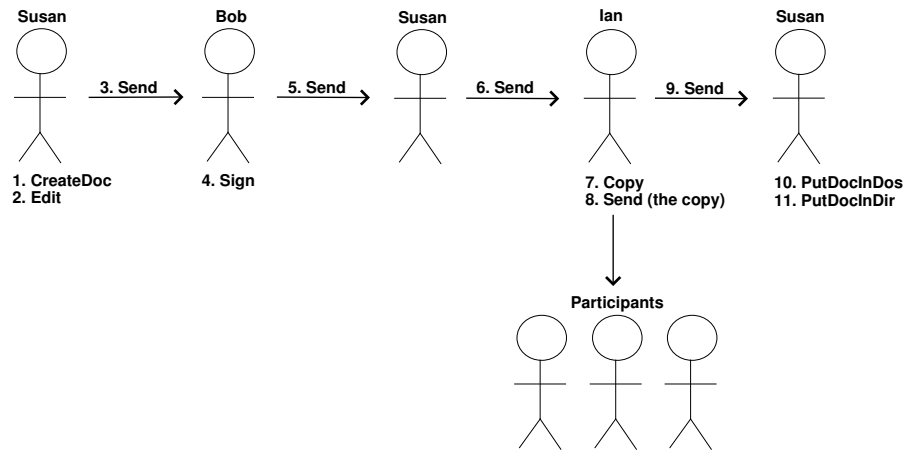 Susan
Bob
Susan
Ian
Susan
3. Send
5. Send
6. Send
9. Send
1. CreateDoc
2. Edit
4. Sign
7. Copy
8. Send (the copy)
10. PutDocInDos
11. PutDocInDir
Participants